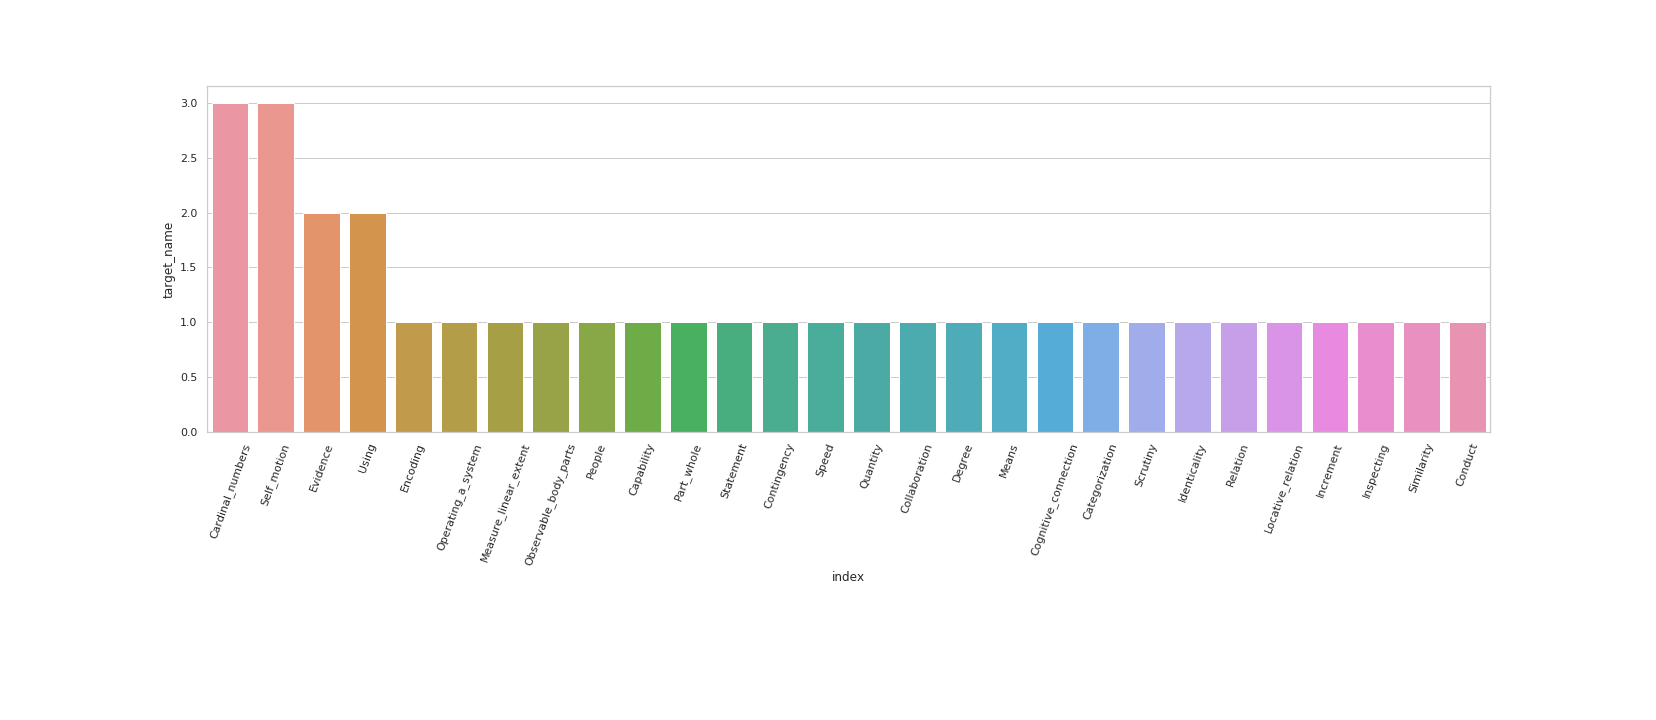 3.0
2.5
2.0
1.5
1.0
0.5
0.0
target_name
Cardinal_numbers
Self_motion
Evidence
Using
Encoding
Operating_a_system
Measure_linear_extent
Observable_body_parts
People
Capability
Part_whole
Statement
Contingency
Speed
Quantity
Collaboration
Degree
Means
Cognitive_connection
Categorization
Scrutiny
Identicality
Relation
Locative_relation
Increment
Inspecting
Similarity
Conduct
index